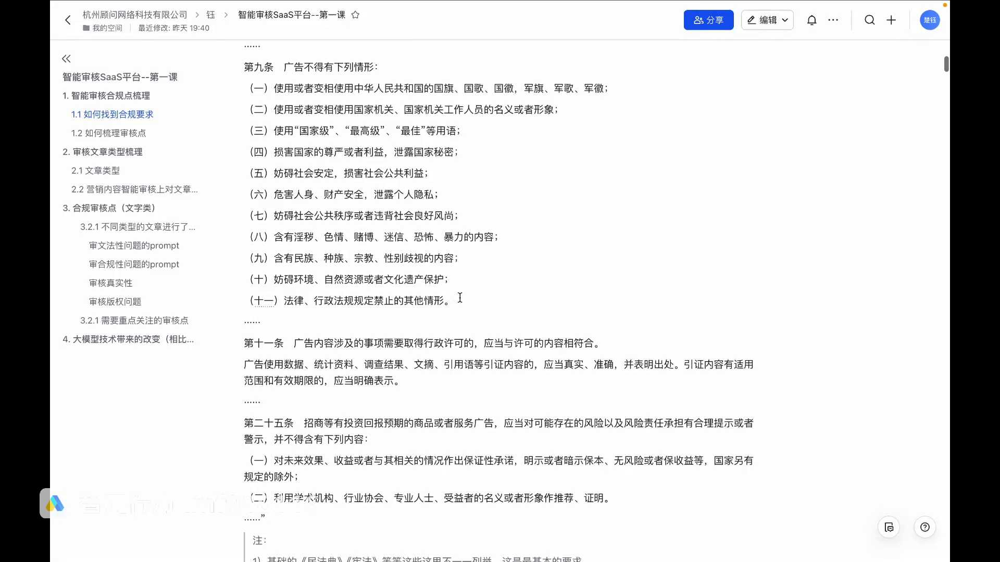 杭州顾问网络科技有限公司 > 钰 > 智能审核SaaS平台--第一课
我的空间 最近修改: 昨天 19:40
分享
编辑
楚钰
智能审核SaaS平台--第一课
1. 智能审核合规点梳理
1.1 如何找到合规要求
1.2 如何梳理审核点
2. 审核文章类型梳理
2.1 文章类型
2.2 营销内容智能审核上对文章...
3. 合规审核点（文字类）
3.2.1 不同类型的文章进行了...
审文法性问题的prompt
审合规性问题的prompt
审核真实性
审核版权问题
3.2.1 需要重点关注的审核点
4. 大模型技术带来的改变（相比...
......
第九条　广告不得有下列情形：
（一）使用或者变相使用中华人民共和国的国旗、国歌、国徽，军旗、军歌、军徽；
（二）使用或者变相使用国家机关、国家机关工作人员的名义或者形象；
（三）使用“国家级”、“最高级”、“最佳”等用语；
（四）损害国家的尊严或者利益，泄露国家秘密；
（五）妨碍社会安定，损害社会公共利益；
（六）危害人身、财产安全，泄露个人隐私；
（七）妨碍社会公共秩序或者违背社会良好风尚；
（八）含有淫秽、色情、赌博、迷信、恐怖、暴力的内容；
（九）含有民族、种族、宗教、性别歧视的内容；
（十）妨碍环境、自然资源或者文化遗产保护；
（十一）法律、行政法规规定禁止的其他情形。
......
第十一条　广告内容涉及的事项需要取得行政许可的，应当与许可的内容相符合。
广告使用数据、统计资料、调查结果、文摘、引用语等引证内容的，应当真实、准确，并表明出处。引证内容有适用
范围和有效期限的，应当明确表示。
......
第二十五条　招商等有投资回报预期的商品或者服务广告，应当对可能存在的风险以及风险责任承担有合理提示或者
警示，并不得含有下列内容：
（一）对未来效果、收益或者与其相关的情况作出保证性承诺，明示或者暗示保本、无风险或者保收益等，国家另有
规定的除外；
（二）利用学术机构、行业协会、专业人士、受益者的名义或者形象作推荐、证明。
......”
注：
1）基础的《民法典》《宪法》等等这些这里不一一列举，这是最基本的要求